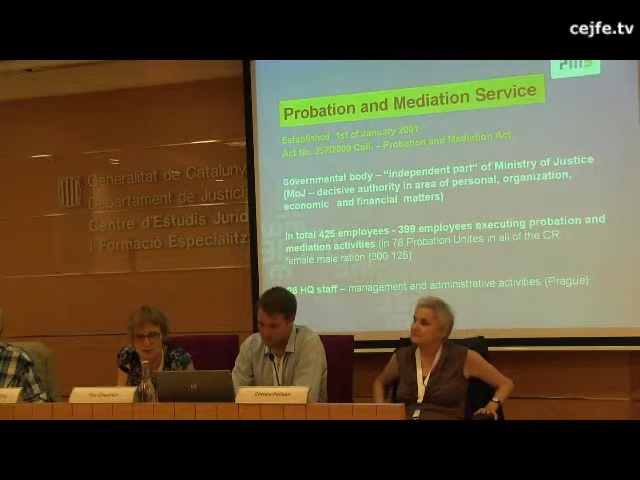 cejfe.tv
Probation and Mediation Service
Established 1st of January 2001
Act No. 257/2000 Coll. – Probation and Mediation Act
Governmental body – "independent part" of Ministry of Justice
(MoJ – decisive authority in area of personal, organization,
economic and financial matters)
In total 425 employees - 399 employees executing probation and
mediation activities (in 78 Probation Unites in all of the CR.
female:male ration (300:125)
26 HQ staff – management and administrative activities (Prague)
Generalitat de Catalunya
Departament de Justícia
Centre d'Estudis Juríd
i Formació Especialitz